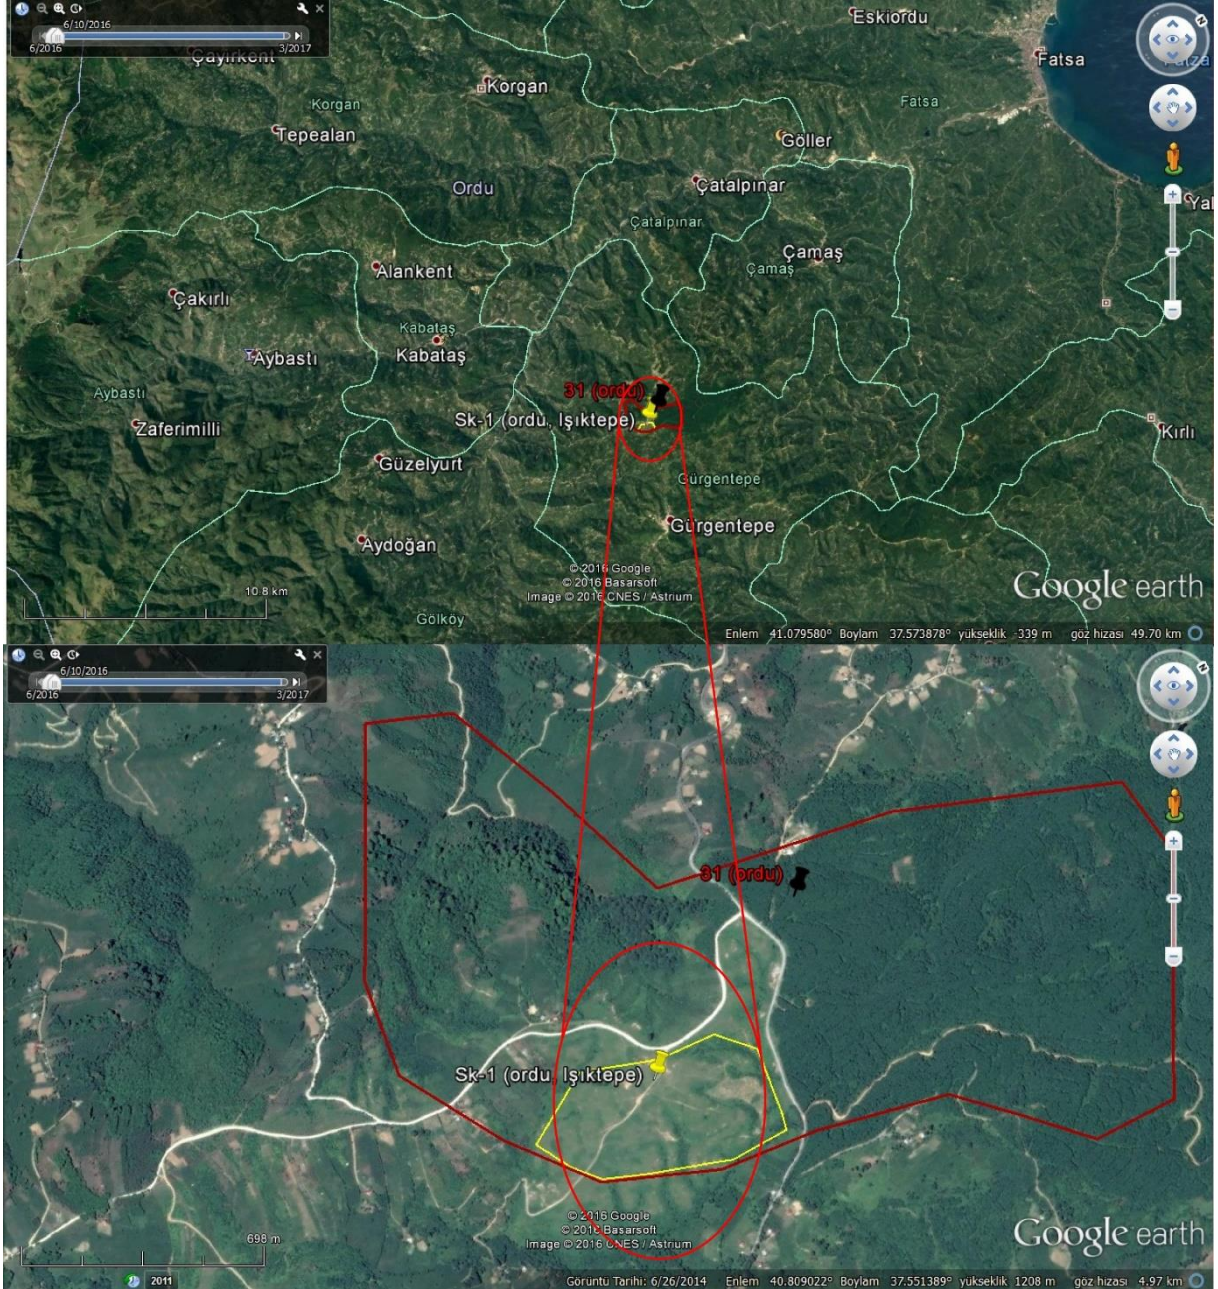 6/10/2016
6/2016
3/2017
Eskiordu
Çayırkent
Fatsa
Korgan
Korgan
Fatsa
Tepealan
Göller
Ordu
Çatalpınar
Çatalpınar
Çamaş
Çamaş
Alankent
Çakırlı
Kabataş
Kabataş
Aybastı
Aybastı
31 (ordu)
Sk-1 (ordu, Işıktepe)
Zaferimilli
Kırlı
Güzelyurt
Gürgentepe
Gürgentepe
Aydoğan
© 2016 Google
© 2016 Basarsoft
Image © 2016 CNES / Astrium
10.8 km
Google earth
Gölköy
Enlem 41.079580° Boylam 37.573878° yükseklik -339 m göz hizası 49.70 km
6/10/2016
6/2016
3/2017
31 (ordu)
Sk-1 (ordu, Işıktepe)
© 2016 Google
© 2016 Basarsoft
Image © 2016 CNES / Astrium
698 m
Google earth
2011
Görüntü Tarihi: 6/26/2014 Enlem 40.809022° Boylam 37.551389° yükseklik 1208 m göz hizası 4.97 km